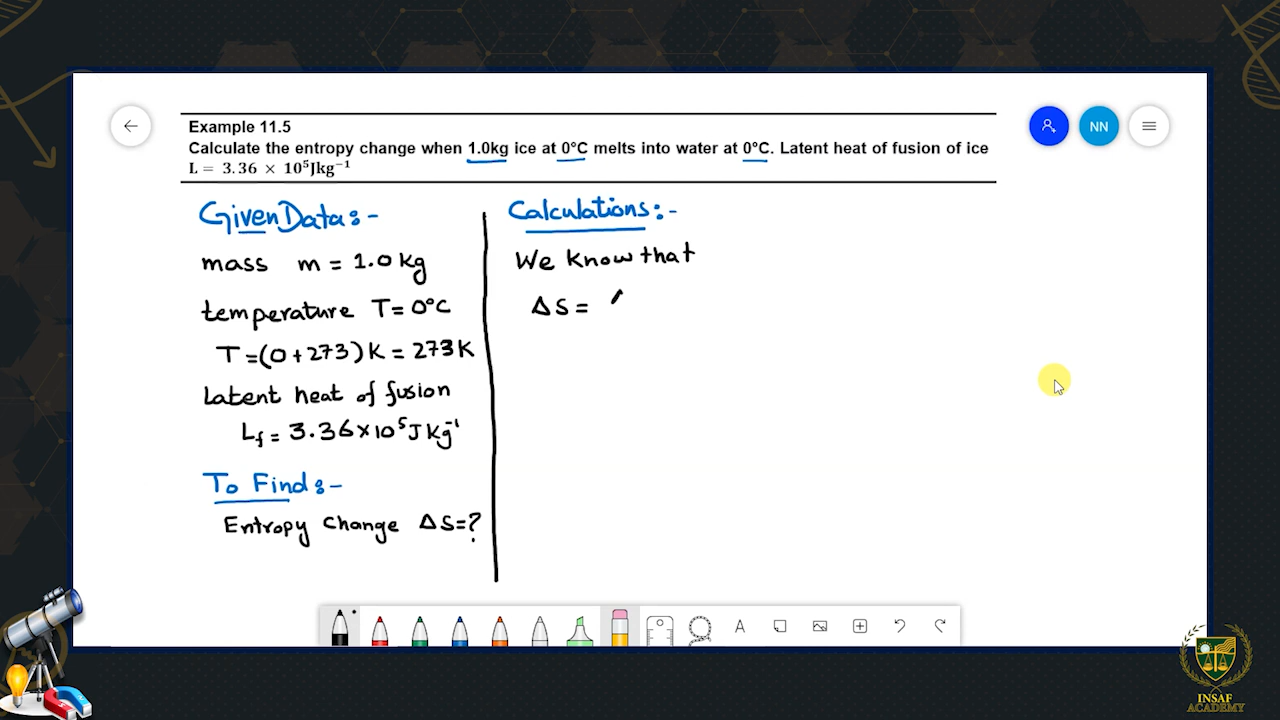 Example 11.5
Calculate the entropy change when 1.0kg ice at 0°C melts into water at 0°C. Latent heat of fusion of ice
L = 3.36 × 10⁵Jkg⁻¹
NN
Given Data:-
mass m = 1.0 kg
temperature T = 0°C
T = (0+273)K = 273K
Latent heat of fusion
Lf = 3.36×10⁵JKg⁻¹
To Find:-
Entropy Change ΔS=?
Calculations:-
We know that
ΔS =
A
INSAF
ACADEMY